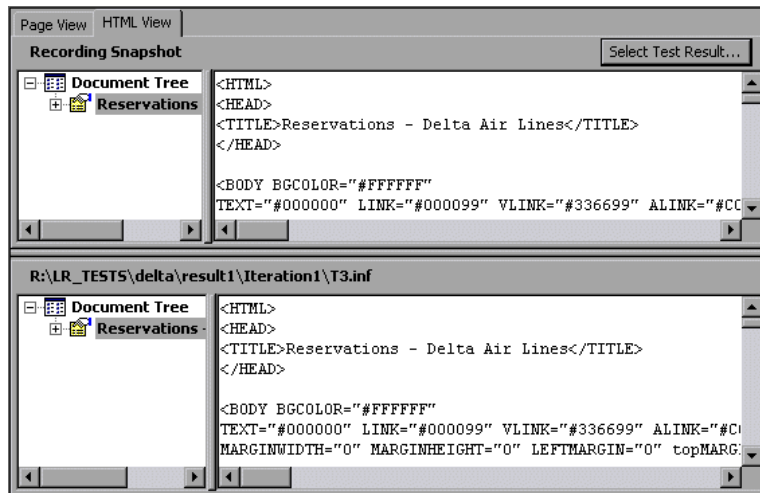 Page View HTML View
Recording Snapshot Select Test Result...
Document Tree
Reservations
<HTML>
<HEAD>
<TITLE>Reservations - Delta Air Lines</TITLE>
</HEAD>
<BODY BGCOLOR="#FFFFFF"
TEXT="#000000" LINK="#000099" VLINK="#336699" ALINK="#CC
R:\LR_TESTS\delta\result1\Iteration1\T3.inf
Document Tree
Reservations -
<HTML>
<HEAD>
<TITLE>Reservations - Delta Air Lines</TITLE>
</HEAD>
<BODY BGCOLOR="#FFFFFF"
TEXT="#000000" LINK="#000099" VLINK="#336699" ALINK="#C
MARGINWIDTH="0" MARGINHEIGHT="0" LEFTMARGIN="0" topMARG